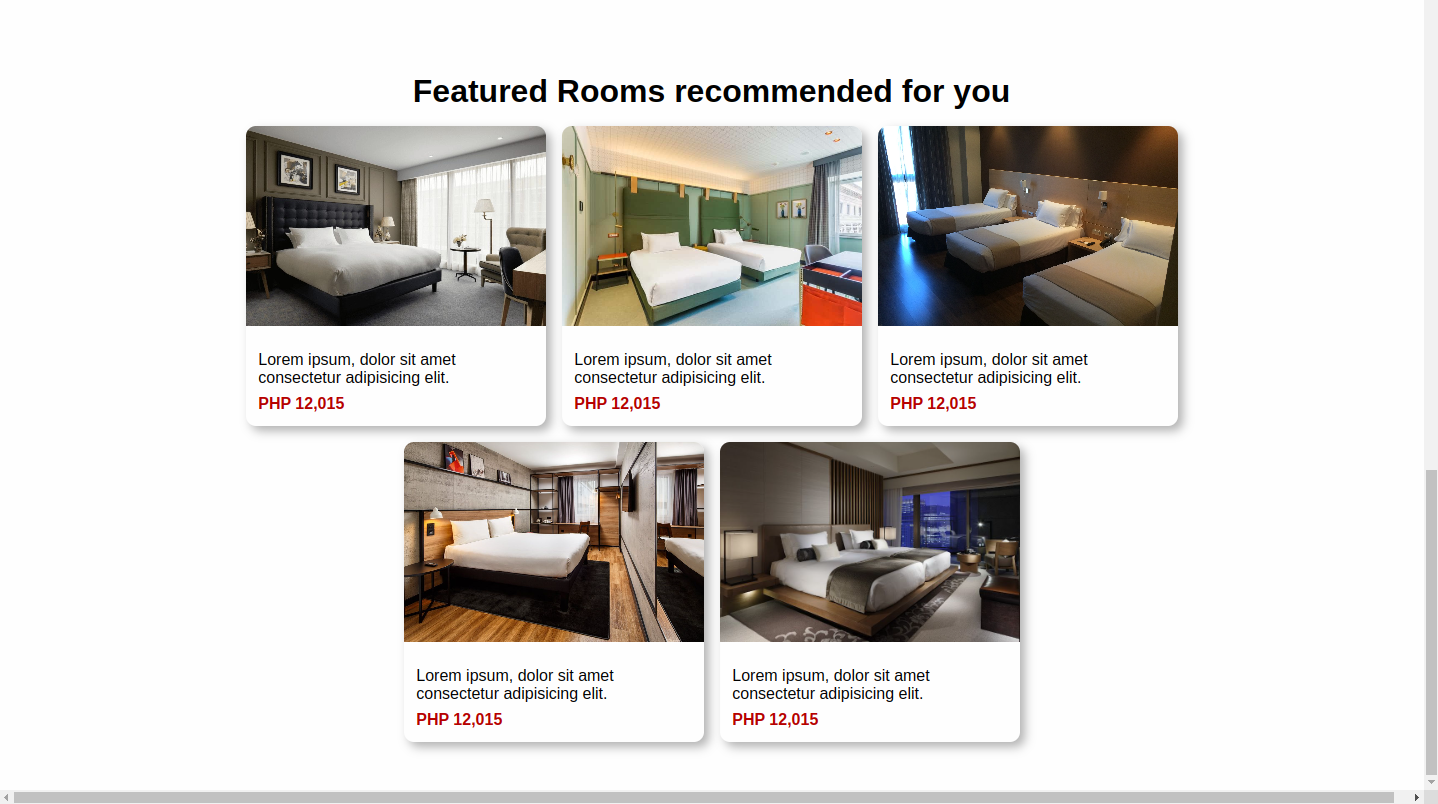 Featured Rooms recommended for you
Lorem ipsum, dolor sit amet
consectetur adipisicing elit.
PHP 12,015
Lorem ipsum, dolor sit amet
consectetur adipisicing elit.
PHP 12,015
Lorem ipsum, dolor sit amet
consectetur adipisicing elit.
PHP 12,015
Lorem ipsum, dolor sit amet
consectetur adipisicing elit.
PHP 12,015
Lorem ipsum, dolor sit amet
consectetur adipisicing elit.
PHP 12,015